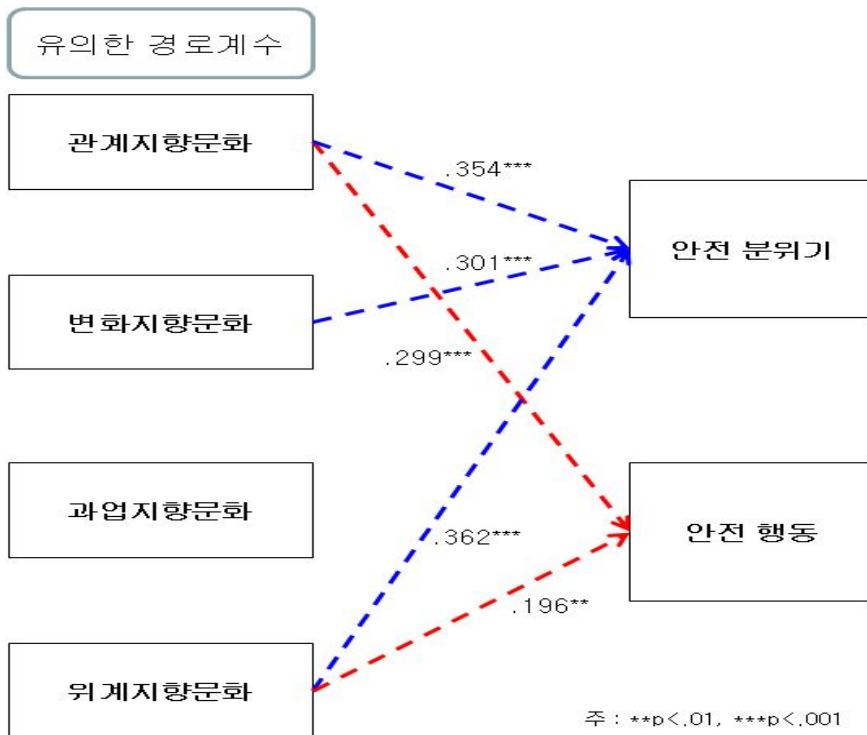 유의한 경로계수
관계지향문화
.354***
안전 분위기
.301***
변화지향문화
.299***
과업지향문화
안전 행동
.362***
.196**
위계지향문화
주 : **p<.01, ***p<.001